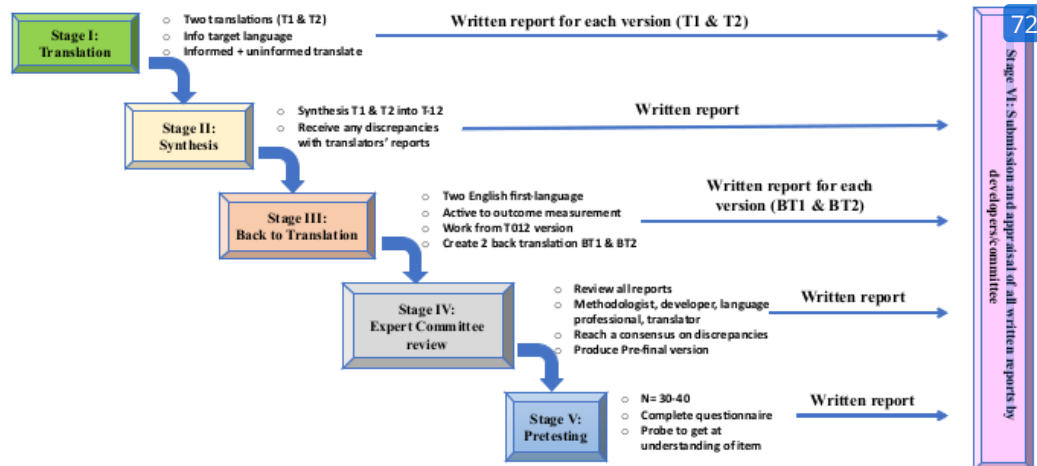 Stage I:
Translation
o Two translations (T1 & T2)
o Info target language
o Informed + uninformed translate
Written report for each version (T1 & T2)
72
Stage II:
Synthesis
o Synthesis T1 & T2 into T-12
o Receive any discrepancies
with translators' reports
Written report
Stage III:
Back to Translation
o Two English first-language
o Active to outcome measurement
o Work from T012 version
o Create 2 back translation BT1 & BT2
Written report for each
version (BT1 & BT2)
Stage IV:
Expert Committee
review
o Review all reports
o Methodologist, developer, language
professional, translator
o Reach a consensus on discrepancies
o Produce Pre-final version
Written report
Stage V:
Pretesting
o N= 30-40
o Complete questionnaire
o Probe to get at
understanding of item
Written report
Stage VI: Submission and appraisal of all written reports by
developers/committee